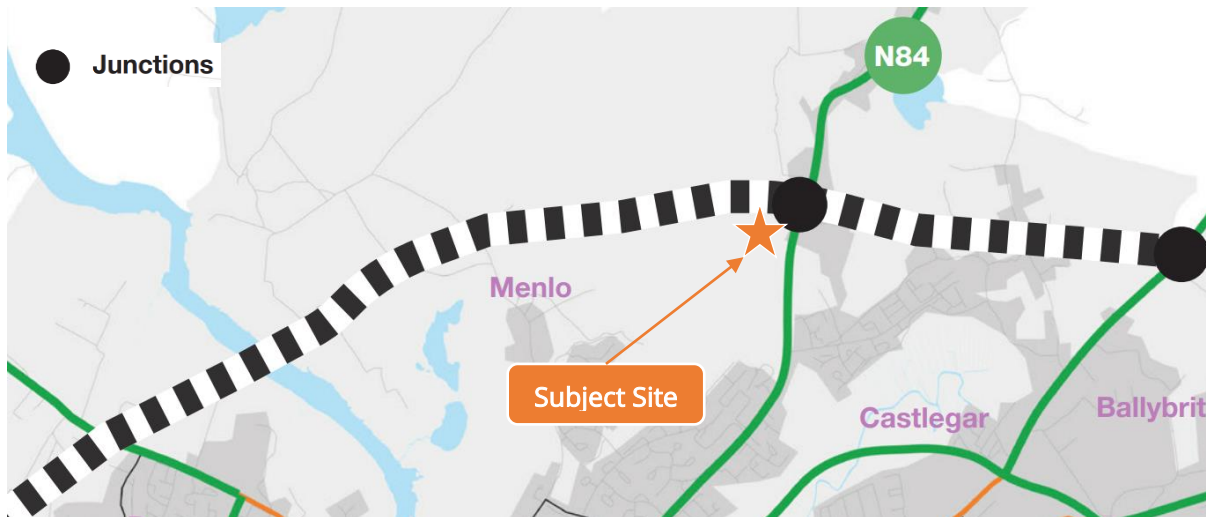 Junctions
N84
Menlo
Subject Site
Castlegar
Ballybrit